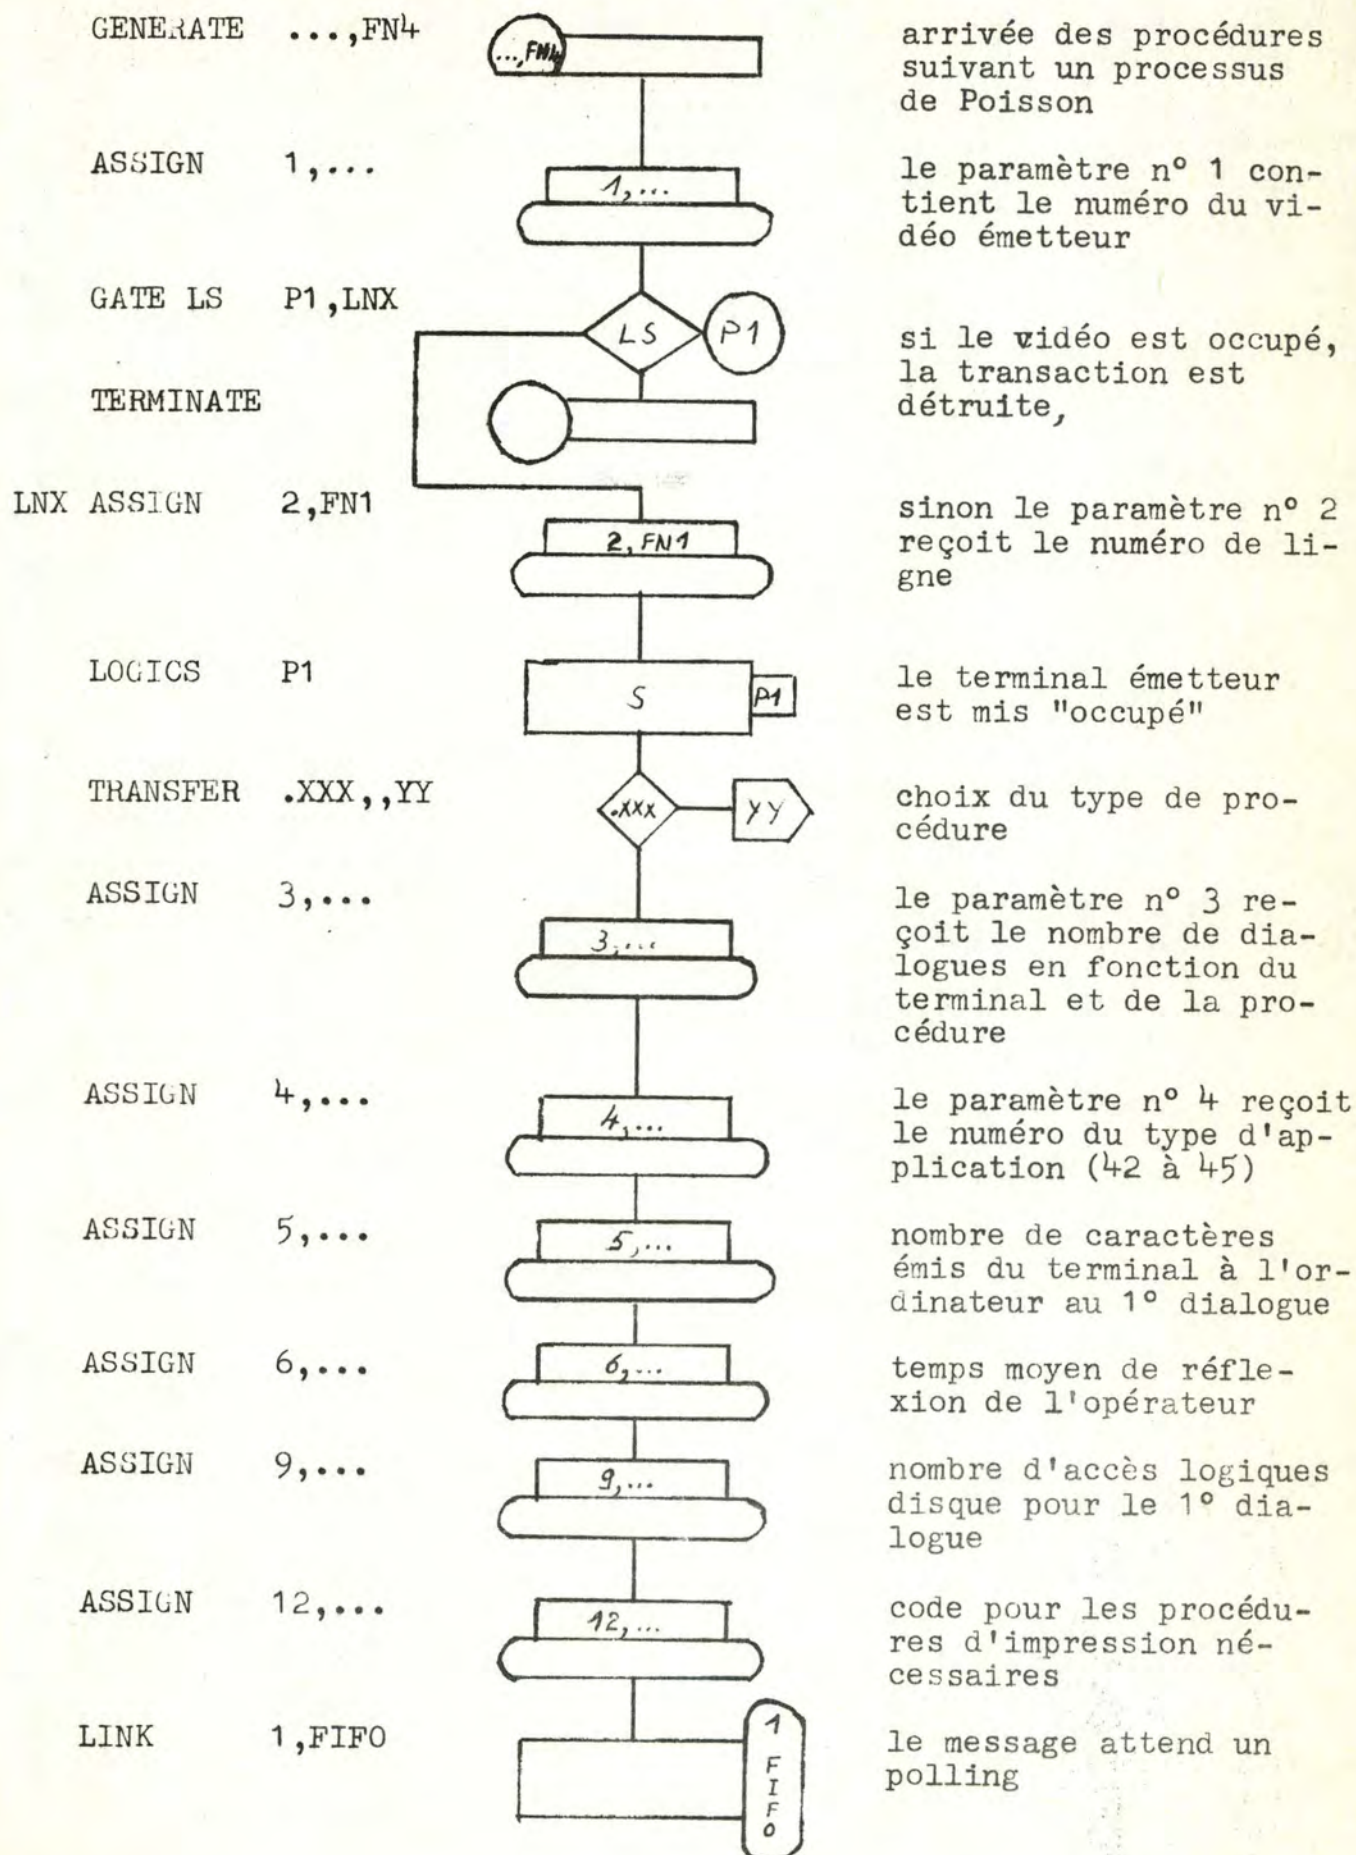 GENERATE ...,FN4
...,FN4
arrivée des procédures
suivant un processus
de Poisson
ASSIGN 1,...
1,...
le paramètre n° 1 con-
tient le numéro du vi-
déo émetteur
GATE LS P1,LNX
LS
P1
si le vidéo est occupé,
la transaction est
détruite,
TERMINATE
LNX ASSIGN 2,FN1
2, FN1
sinon le paramètre n° 2
reçoit le numéro de li-
gne
LOGICS P1
S
P1
le terminal émetteur
est mis "occupé"
TRANSFER .XXX,,YY
.XXX
YY
choix du type de pro-
cédure
ASSIGN 3,...
3,...
le paramètre n° 3 re-
çoit le nombre de dia-
logues en fonction du
terminal et de la pro-
cédure
ASSIGN 4,...
4,...
le paramètre n° 4 reçoit
le numéro du type d'ap-
plication (42 à 45)
ASSIGN 5,...
5,...
nombre de caractères
émis du terminal à l'or-
dinateur au 1° dialogue
ASSIGN 6,...
6,...
temps moyen de réfle-
xion de l'opérateur
ASSIGN 9,...
9,...
nombre d'accès logiques
disque pour le 1° dia-
logue
ASSIGN 12,...
12,...
code pour les procédu-
res d'impression né-
cessaires
LINK 1,FIFO
1
F
I
F
O
le message attend un
polling